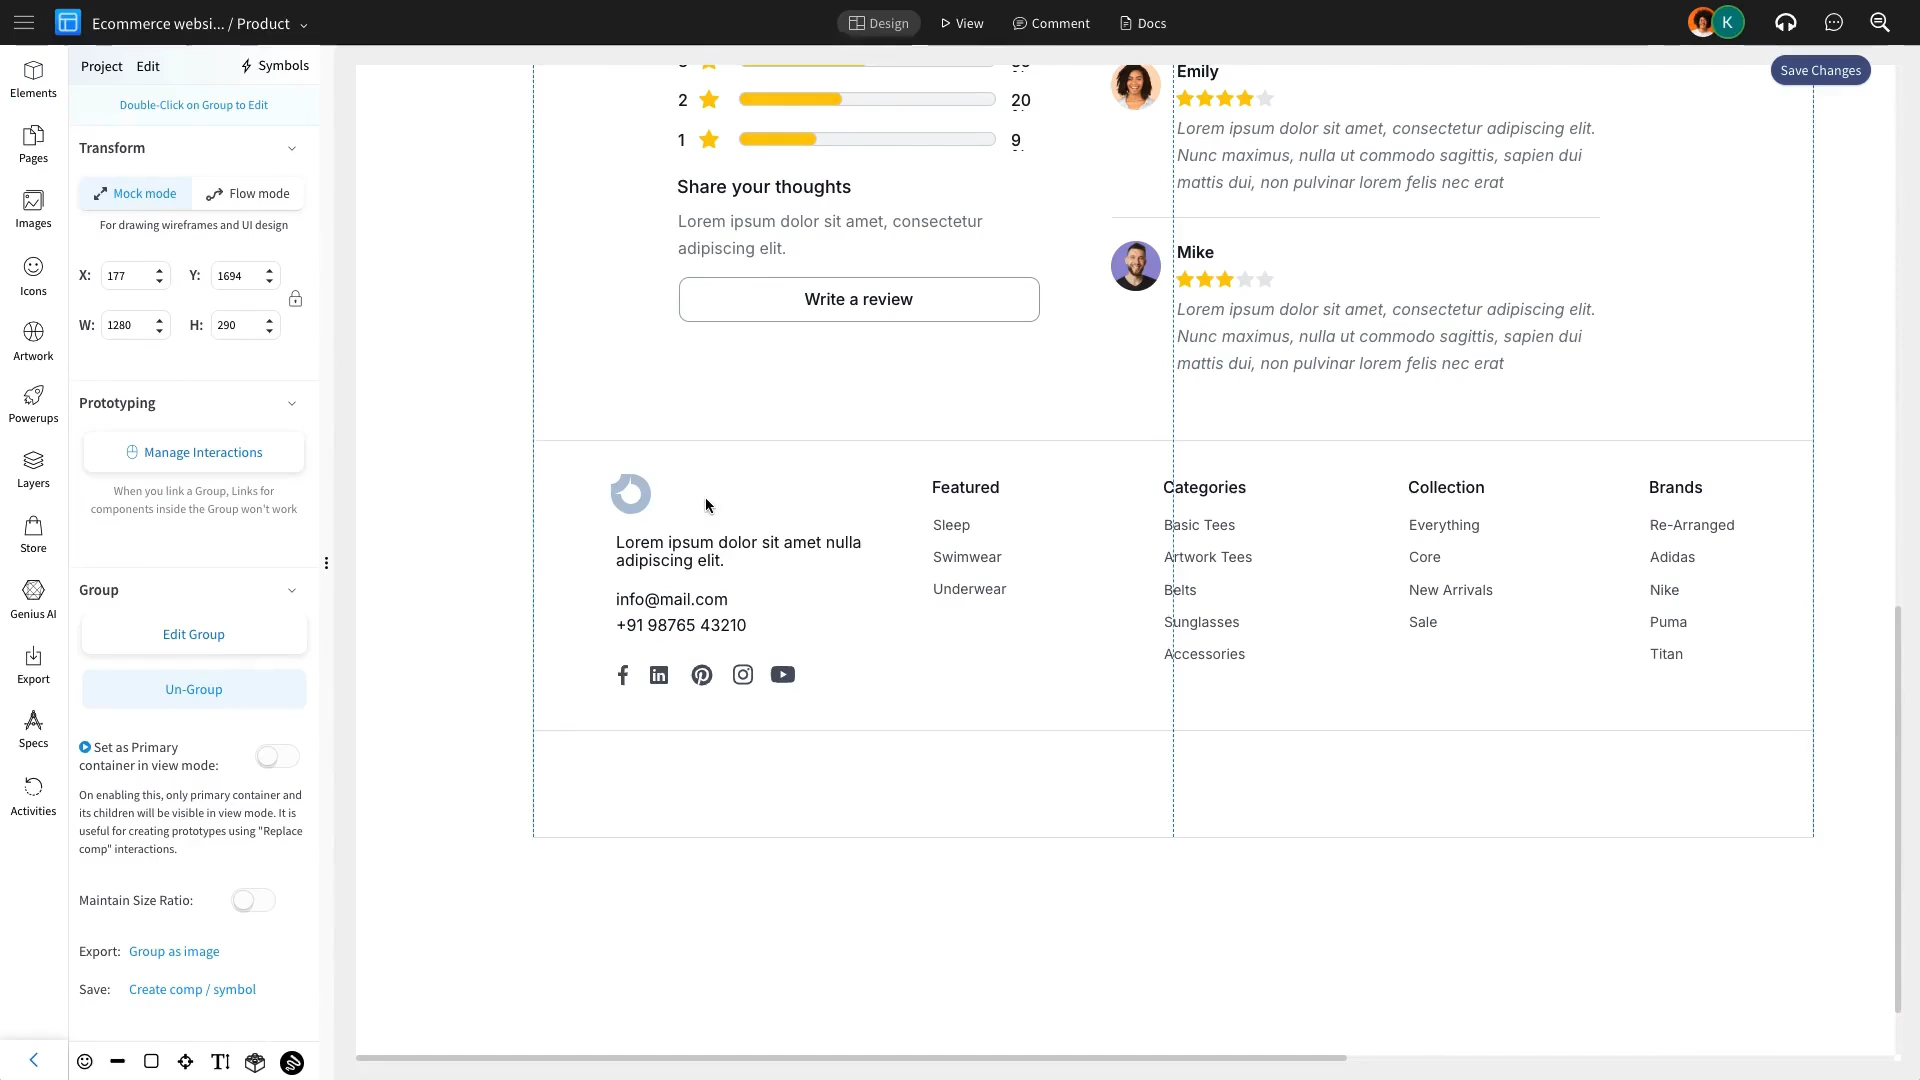 Ecommerce websi... / Product
Design
View
Comment
Docs
K
Elements
Pages
Images
Icons
Artwork
Powerups
Layers
Store
Genius AI
Export
Specs
Activities
Project
Edit
Symbols
Double-Click on Group to Edit
Transform
Mock mode
Flow mode
For drawing wireframes and UI design
X: 177
Y: 1694
W: 1280
H: 290
Prototyping
Manage Interactions
When you link a Group, Links for
components inside the Group won't work
Group
Edit Group
Un-Group
Set as Primary
container in view mode:
On enabling this, only primary container and
its children will be visible in view mode. It is
useful for creating prototypes using "Replace
comp" interactions.
Maintain Size Ratio:
Export: Group as image
Save: Create comp / symbol
Save Changes
2
20
1
9
Share your thoughts
Lorem ipsum dolor sit amet, consectetur
adipiscing elit.
Write a review
Emily
Lorem ipsum dolor sit amet, consectetur adipiscing elit.
Nunc maximus, nulla ut commodo sagittis, sapien dui
mattis dui, non pulvinar lorem felis nec erat
Mike
Lorem ipsum dolor sit amet, consectetur adipiscing elit.
Nunc maximus, nulla ut commodo sagittis, sapien dui
mattis dui, non pulvinar lorem felis nec erat
Lorem ipsum dolor sit amet nulla
adipiscing elit.
info@mail.com
+91 98765 43210
Featured
Sleep
Swimwear
Underwear
Categories
Basic Tees
Artwork Tees
Belts
Sunglasses
Accessories
Collection
Everything
Core
New Arrivals
Sale
Brands
Re-Arranged
Adidas
Nike
Puma
Titan